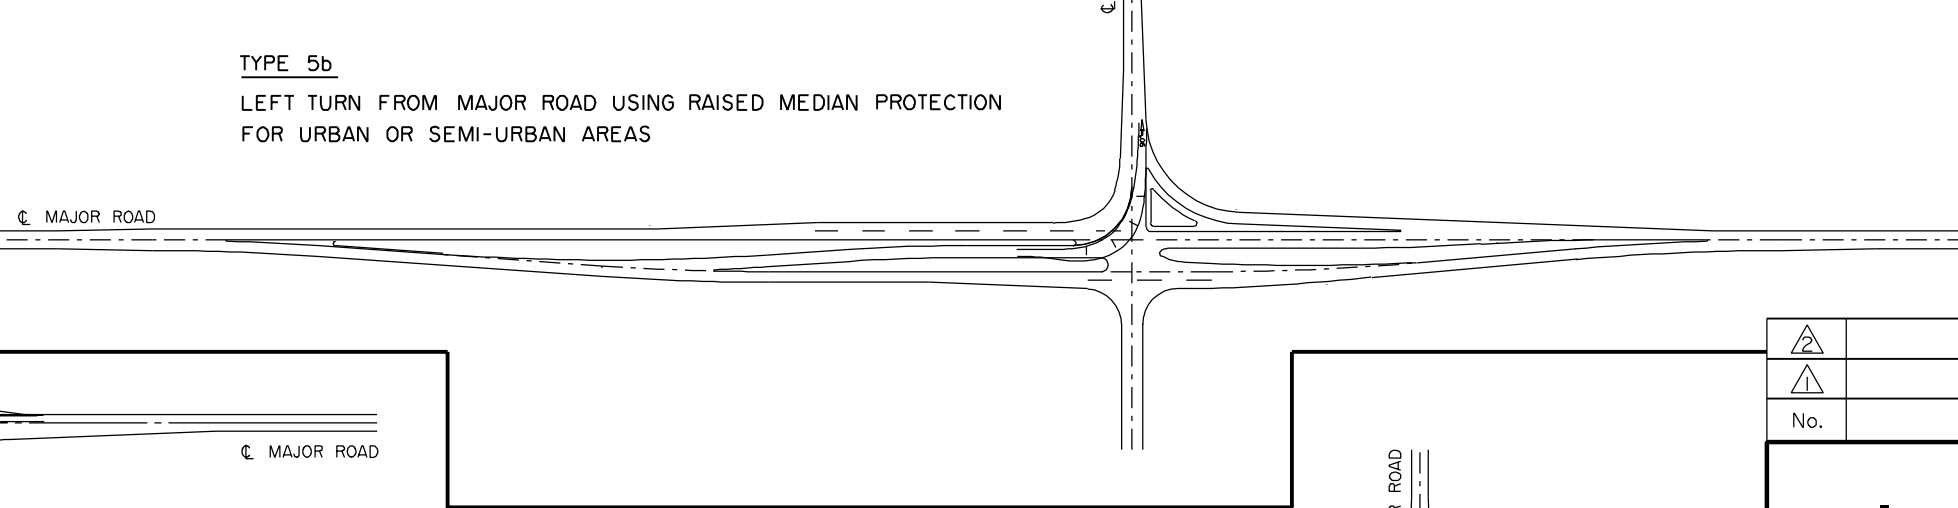 ℄
TYPE 5b
LEFT TURN FROM MAJOR ROAD USING RAISED MEDIAN PROTECTION
FOR URBAN OR SEMI-URBAN AREAS
℄ MAJOR ROAD
2
1
No.
℄ MAJOR ROAD
ROAD